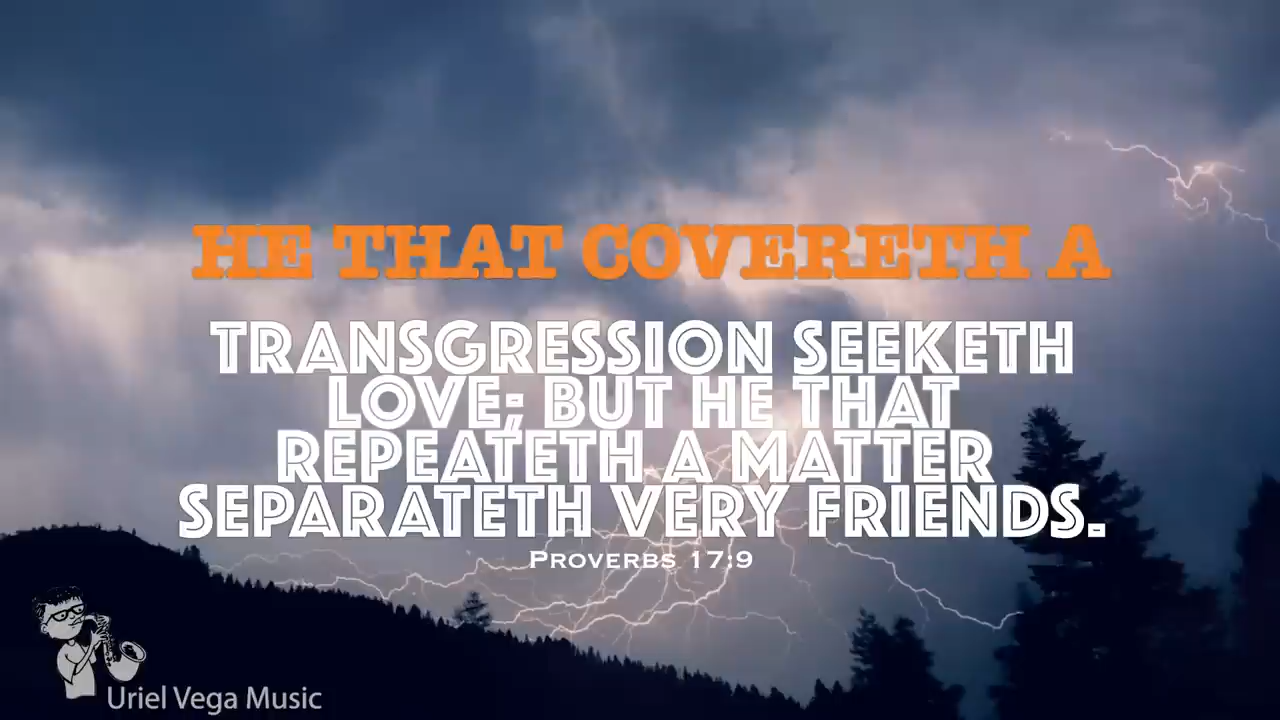 HE THAT COVERETH A
TRANSGRESSION SEEKETH
LOVE; BUT HE THAT
REPEATETH A MATTER
SEPARATETH VERY FRIENDS.
PROVERBS 17:9
Uriel Vega Music